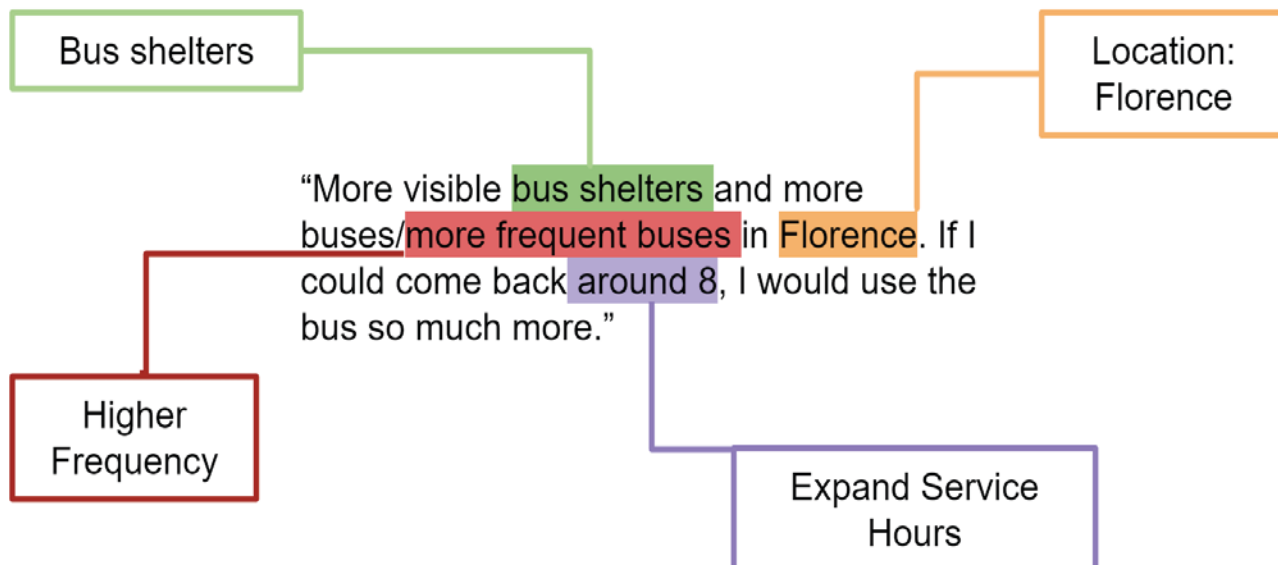 Bus shelters
Location:
Florence
“More visible bus shelters and more
buses/more frequent buses in Florence. If I
could come back around 8, I would use the
bus so much more.”
Higher
Frequency
Expand Service
Hours